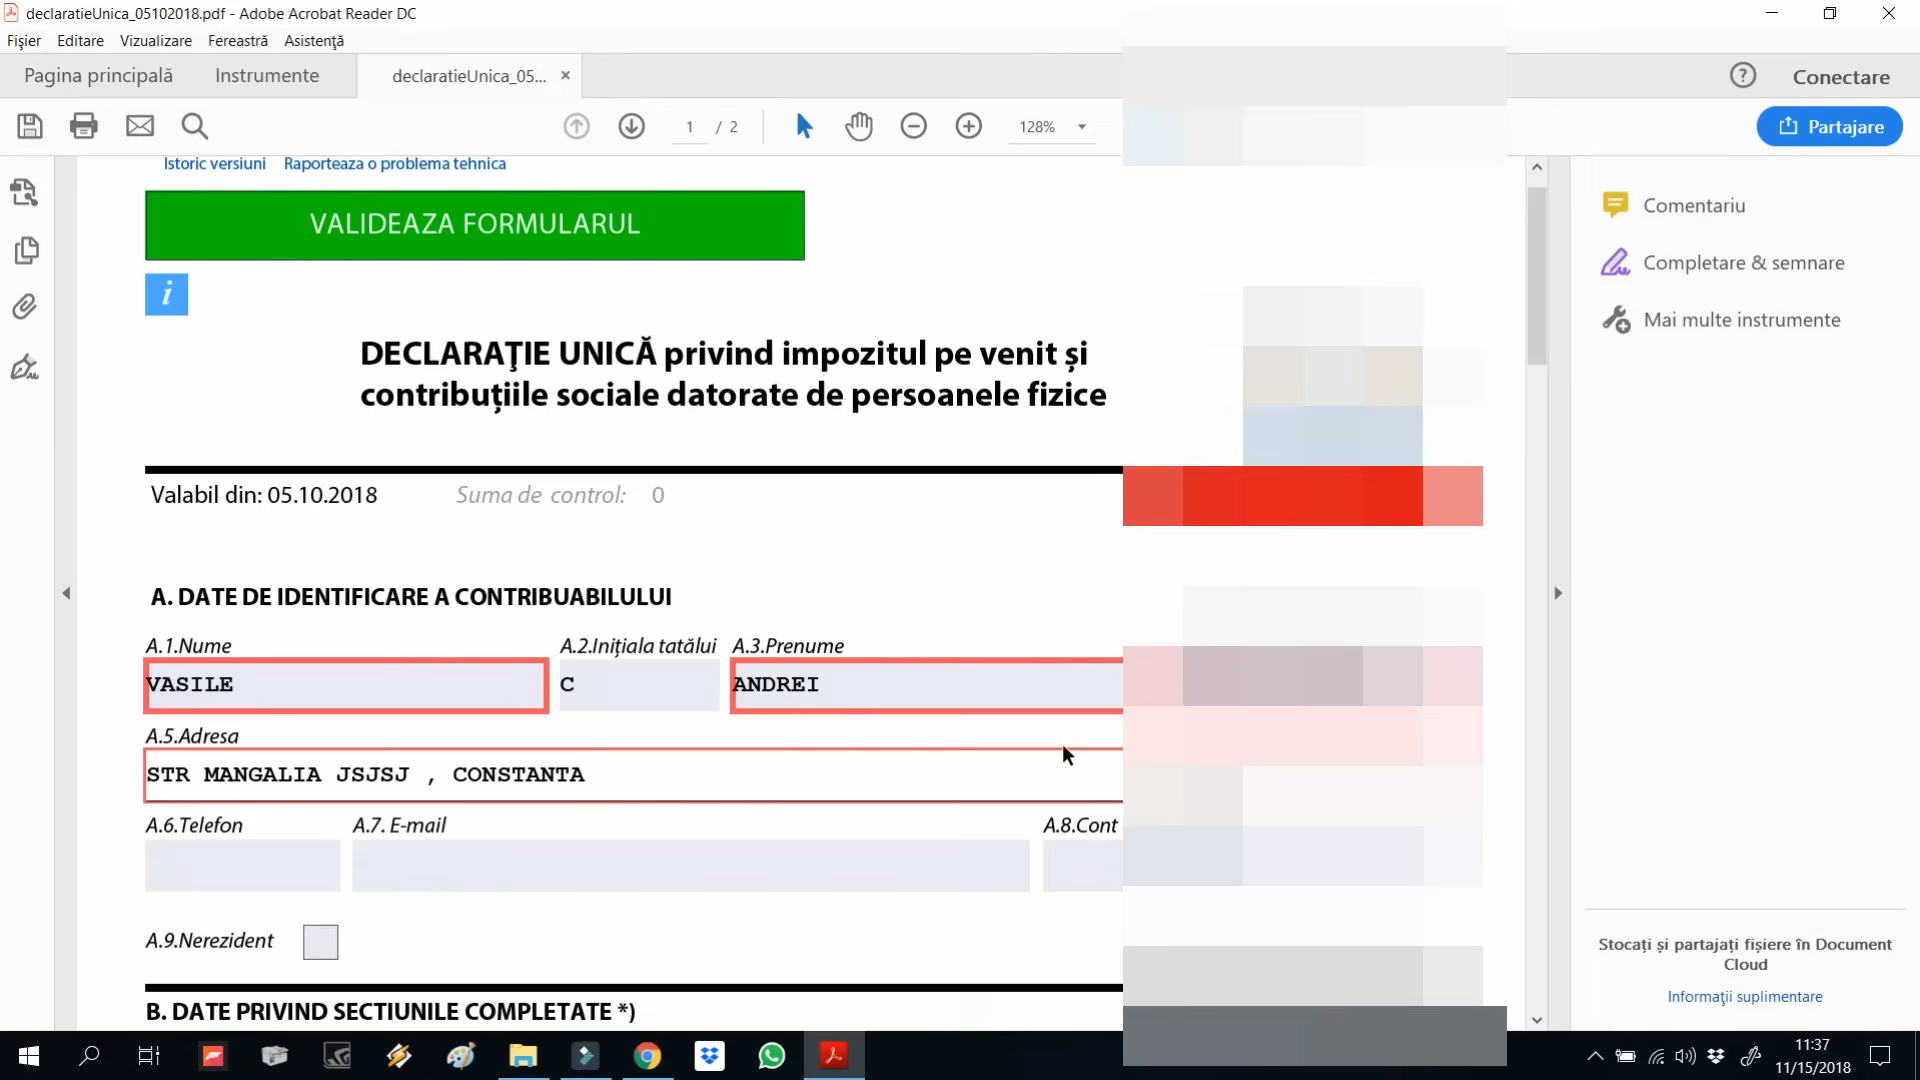 declaratieUnica_05102018.pdf - Adobe Acrobat Reader DC
Fișier Editare Vizualizare Fereastră Asistență
Pagina principală Instrumente declaratieUnica_05... × ? Conectare
1 / 2 128% Partajare
Istoric versiuni Raporteaza o problema tehnica
VALIDEAZA FORMULARUL
i
DECLARAŢIE UNICĂ privind impozitul pe venit și
contribuțiile sociale datorate de persoanele fizice
Valabil din: 05.10.2018 Suma de control: 0
A. DATE DE IDENTIFICARE A CONTRIBUABILULUI
A.1.Nume A.2.Inițiala tatălui A.3.Prenume
VASILE C ANDREI
A.5.Adresa
STR MANGALIA JSJSJ , CONSTANTA
A.6.Telefon A.7. E-mail A.8.Cont
A.9.Nerezident
B. DATE PRIVIND SECTIUNILE COMPLETATE *)
Comentariu
Completare & semnare
Mai multe instrumente
Stocați și partajați fișiere în Document
Cloud
Informații suplimentare
11:37
11/15/2018